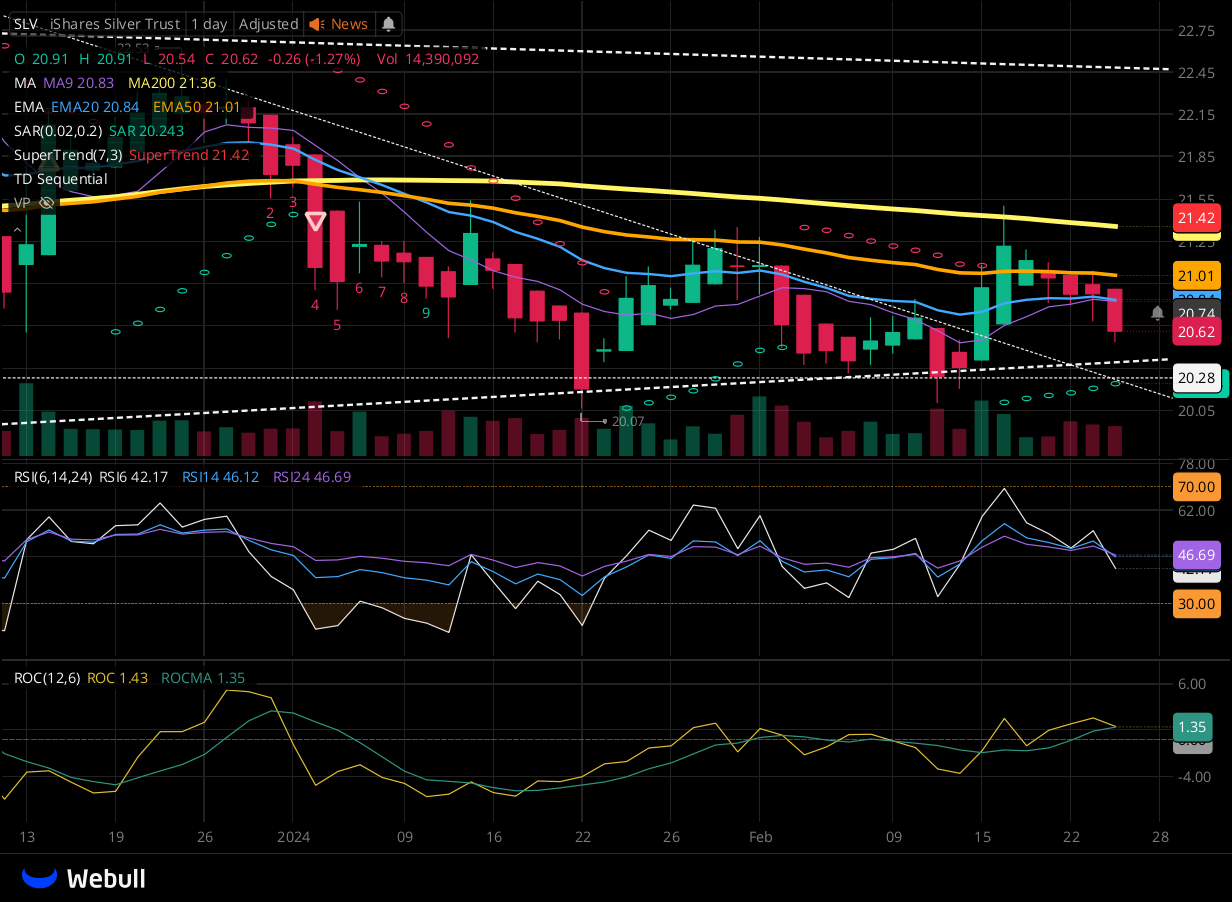 SLV iShares Silver Trust 1 day Adjusted News
O 20.91 H 20.91 L 20.54 C 20.62 -0.26 (-1.27%) Vol 14,390,092
MA MA9 20.83 MA200 21.36
EMA EMA20 20.84 EMA50 21.01
SAR(0.02,0.2) SAR 20.243
SuperTrend(7,3) SuperTrend 21.42
TD Sequential
VP
22.75
22.45
22.15
21.85
21.55
21.42
21.01
20.74
20.62
20.28
20.05
2 3
4
5
6 7 8
9
20.07
RSI(6,14,24) RSI6 42.17 RSI14 46.12 RSI24 46.69
78.00
70.00
62.00
46.69
30.00
ROC(12,6) ROC 1.43 ROCMA 1.35
6.00
1.35
-4.00
13 19 26 2024 09 16 22 26 Feb 09 15 22 28
Webull